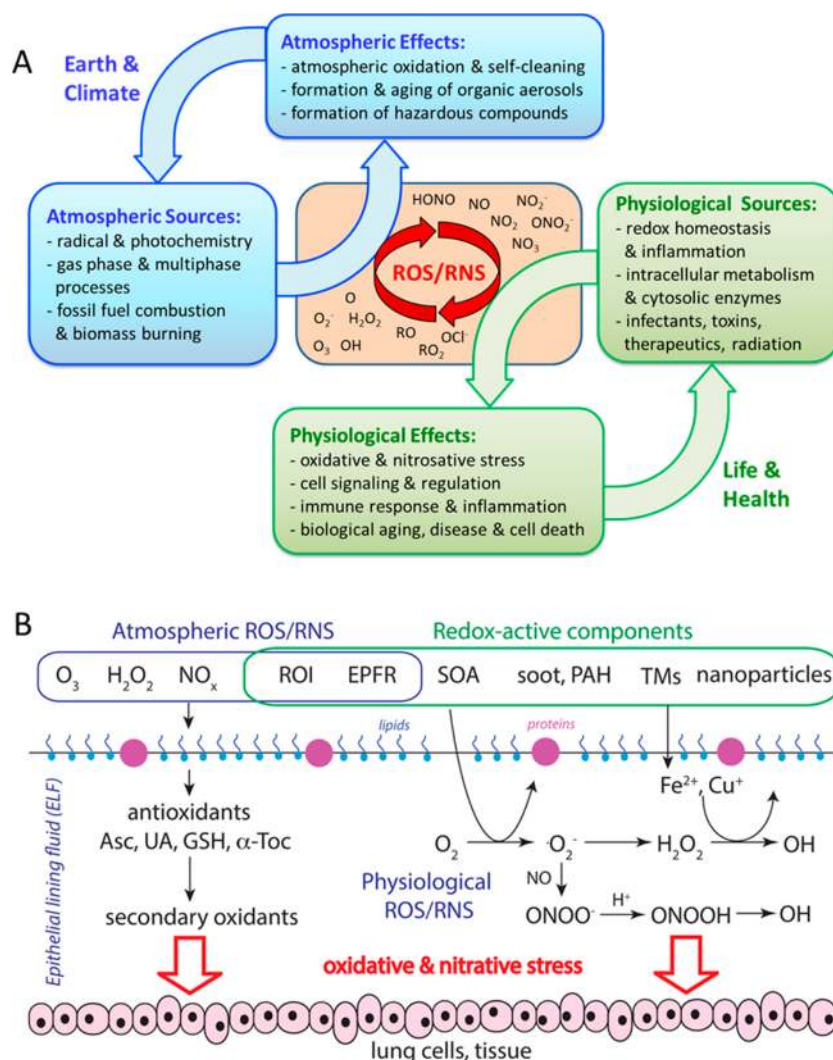 A
Earth &
Climate
Atmospheric Effects:
- atmospheric oxidation & self-cleaning
- formation & aging of organic aerosols
- formation of hazardous compounds
Atmospheric Sources:
- radical & photochemistry
- gas phase & multiphase
processes
- fossil fuel combustion
& biomass burning
HONO NO NO₂⁻
NO₂ ONO₂⁻
NO₃
ROS/RNS
O
O₂⁻ H₂O₂ RO OCl⁻
O₃ OH RO₂
Physiological Sources:
- redox homeostasis
& inflammation
- intracellular metabolism
& cytosolic enzymes
- infectants, toxins,
therapeutics, radiation
Physiological Effects:
- oxidative & nitrosative stress
- cell signaling & regulation
- immune response & inflammation
- biological aging, disease & cell death
Life &
Health
B
Atmospheric ROS/RNS Redox-active components
O₃ H₂O₂ NOₓ ROI EPFR SOA soot, PAH TMs nanoparticles
lipids proteins
Epithelial lining fluid (ELF)
Fe²⁺, Cu⁺
antioxidants
Asc, UA, GSH, α-Toc
O₂ ·O₂⁻ H₂O₂ OH
Physiological
ROS/RNS
NO
secondary oxidants
ONOO⁻ H⁺ ONOOH OH
oxidative & nitrative stress
lung cells, tissue